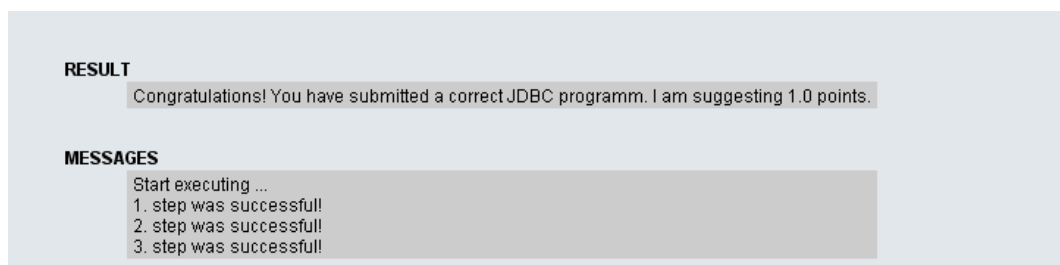 RESULT
Congratulations! You have submitted a correct JDBC programm. I am suggesting 1.0 points.
MESSAGES
Start executing ...
1. step was successful!
2. step was successful!
3. step was successful!